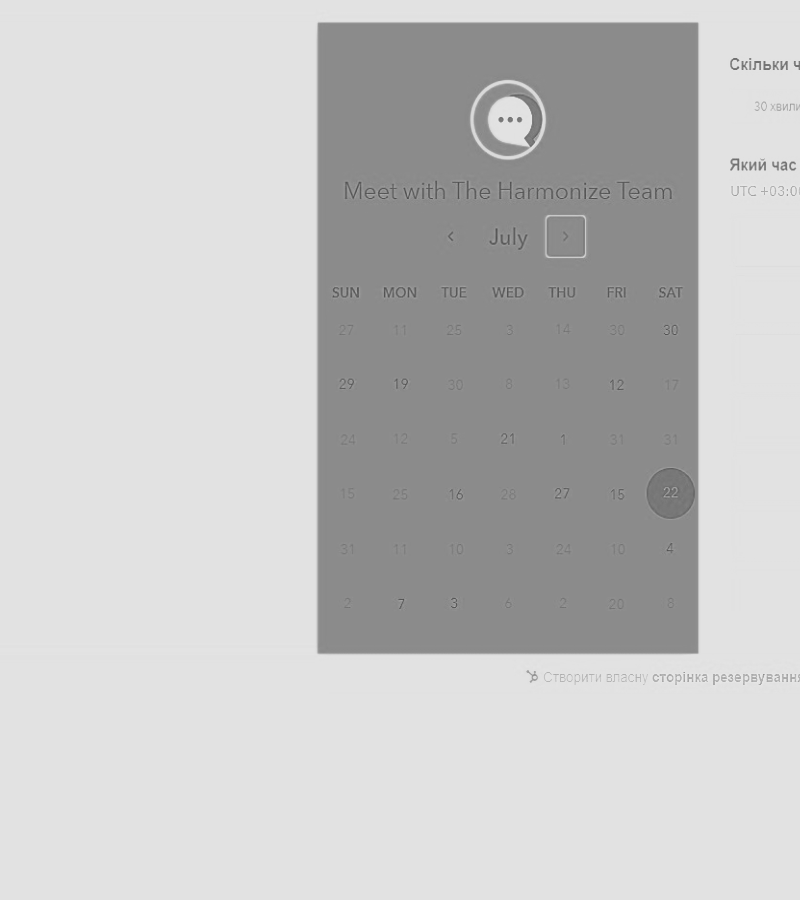 Скільки ч
30 хвили
Який час
UTC +03:00
Meet with The Harmonize Team
July
SUN MON TUE WED THU FRI SAT
27 11 25 3 14 30 30
29 19 30 8 13 12 17
24 12 5 21 1 31 31
15 25 16 28 27 15 22
31 11 10 3 24 10 4
2 7 3 6 2 20 8
Створити власну сторінка резервування